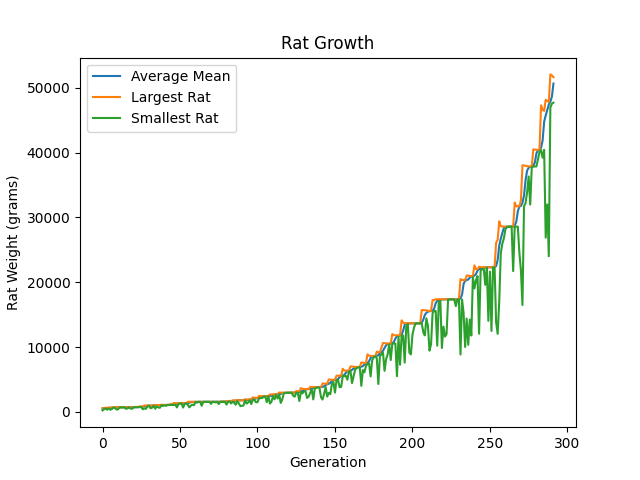 Rat Growth
Average Mean
Largest Rat
Smallest Rat
50000
40000
30000
20000
10000
0
Rat Weight (grams)
0 50 100 150 200 250 300
Generation